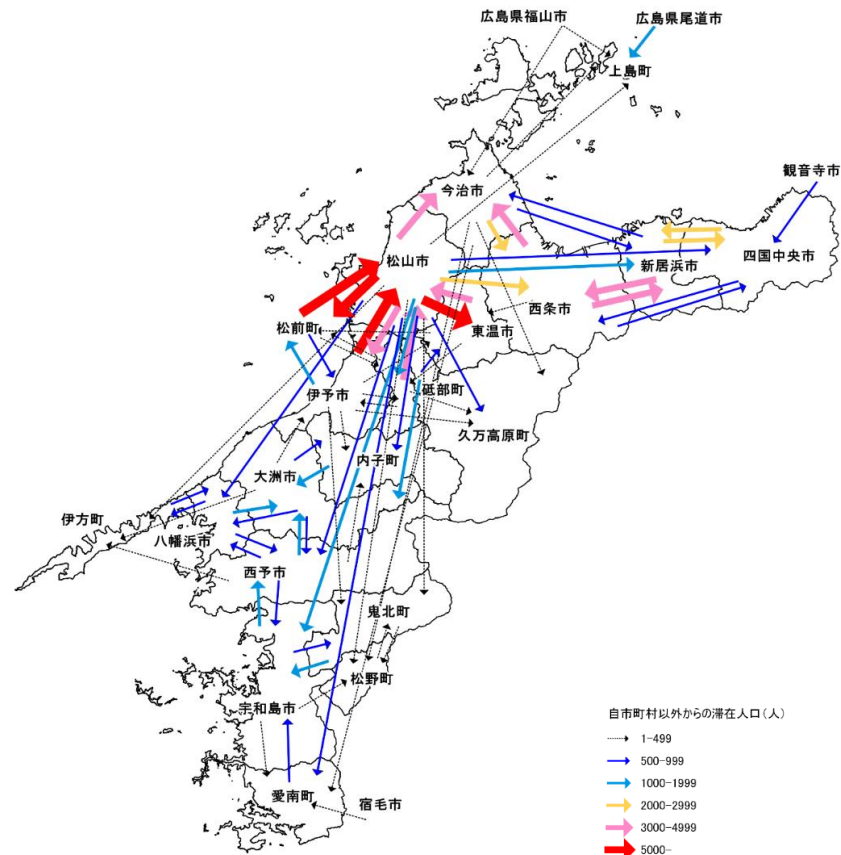 広島県福山市
広島県尾道市
上島町
観音寺市
今治市
松山市
四国中央市
新居浜市
西条市
松前町
東温市
伊予市
砥部町
久万高原町
内子町
大洲市
伊方町
八幡浜市
西予市
鬼北町
松野町
宇和島市
愛南町
宿毛市
自市町村以外からの滞在人口(人)
1-499
500-999
1000-1999
2000-2999
3000-4999
5000-